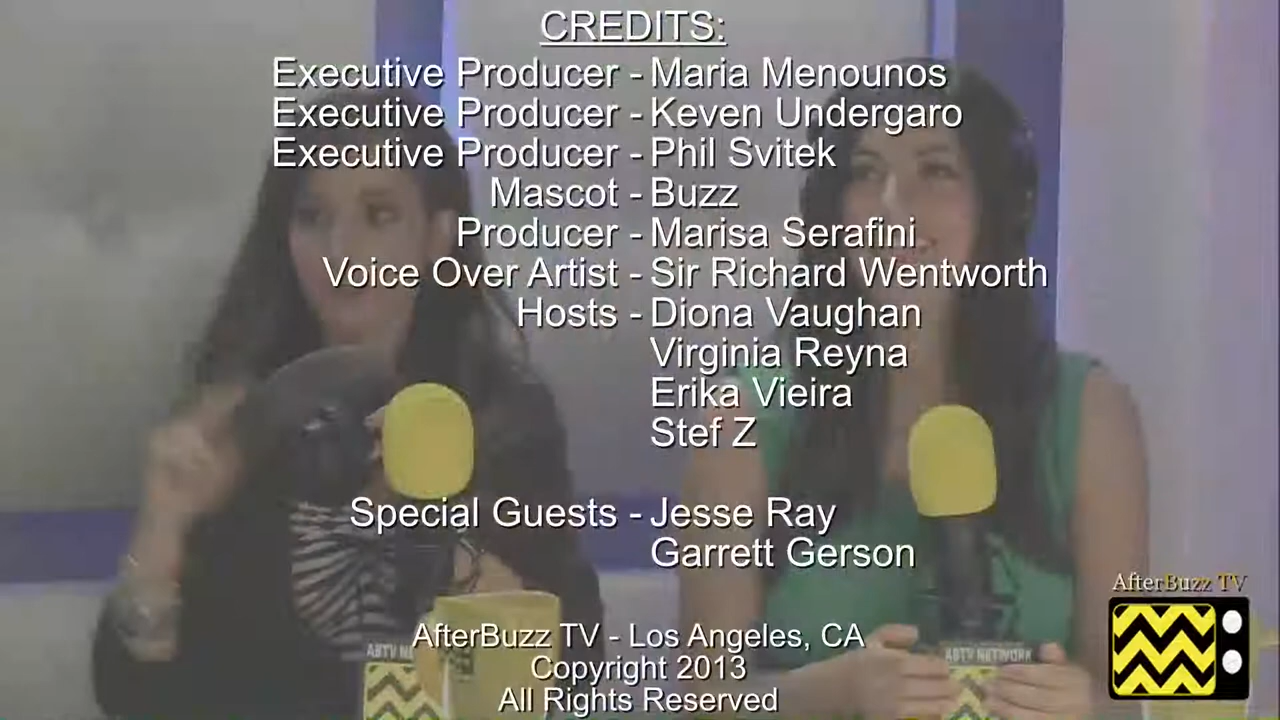 CREDITS:
Executive Producer - Maria Menounos
Executive Producer - Keven Undergaro
Executive Producer - Phil Svitek
Mascot - Buzz
Producer - Marisa Serafini
Voice Over Artist - Sir Richard Wentworth
Hosts - Diona Vaughan
Virginia Reyna
Erika Vieira
Stef Z
Special Guests - Jesse Ray
Garrett Gerson
AfterBuzz TV
AfterBuzz TV - Los Angeles, CA
ABTV NETWORK
Copyright 2013
All Rights Reserved